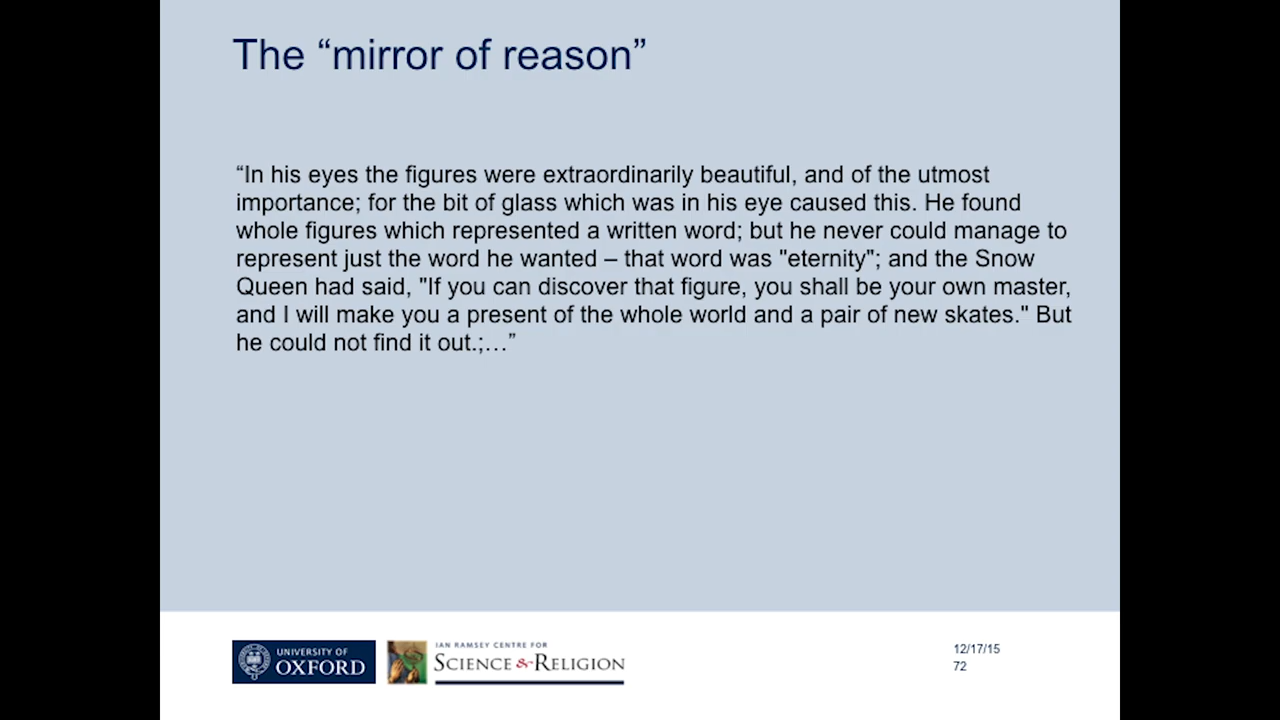 The “mirror of reason”
“In his eyes the figures were extraordinarily beautiful, and of the utmost
importance; for the bit of glass which was in his eye caused this. He found
whole figures which represented a written word; but he never could manage to
represent just the word he wanted – that word was "eternity"; and the Snow
Queen had said, "If you can discover that figure, you shall be your own master,
and I will make you a present of the whole world and a pair of new skates." But
he could not find it out.;…”
UNIVERSITY OF
OXFORD
IAN RAMSEY CENTRE FOR
SCIENCE & RELIGION
12/17/15
72